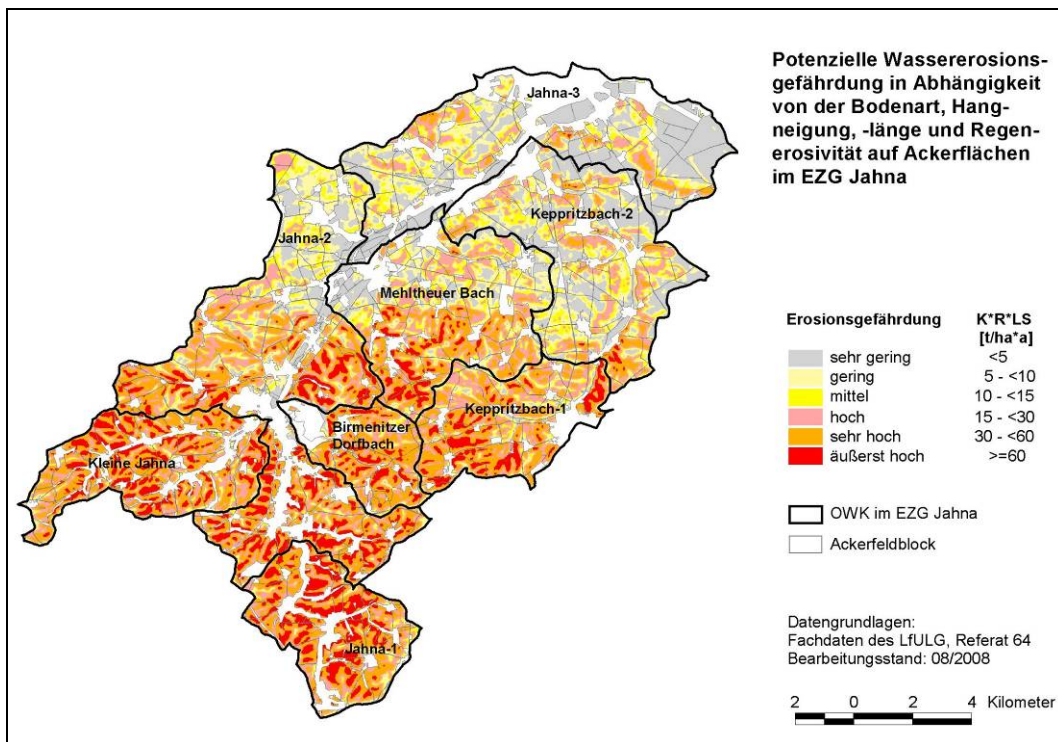 Potenzielle Wassererosions-
gefährdung in Abhängigkeit
von der Bodenart, Hang-
neigung, -länge und Regen-
erosivität auf Ackerflächen
im EZG Jahna
Jahna-3
Keppritzbach-2
Jahna-2
Mehltheuer Bach
Keppritzbach-1
Birmenitzer
Dorfbach
Kleine Jahna
Jahna-1
Erosionsgefährdung K*R*LS
[t/ha*a]
sehr gering <5
gering 5 - <10
mittel 10 - <15
hoch 15 - <30
sehr hoch 30 - <60
äußerst hoch >=60
OWK im EZG Jahna
Ackerfeldblock
Datengrundlagen:
Fachdaten des LfULG, Referat 64
Bearbeitungsstand: 08/2008
2 0 2 4 Kilometer